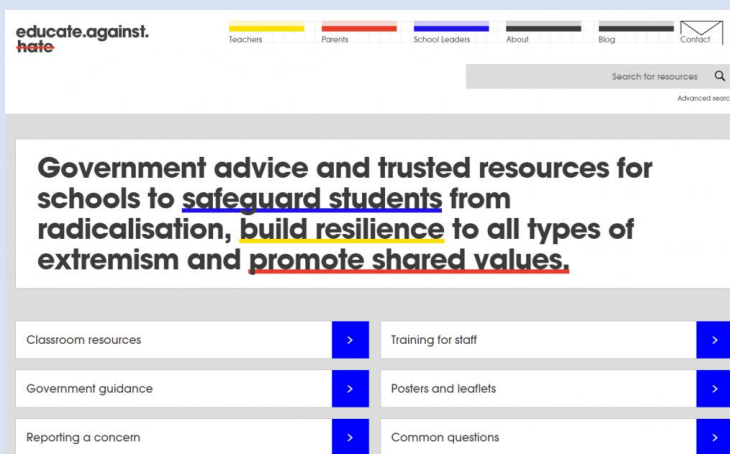 educate.against.
hate
Teachers
Parents
School Leaders
About
Blog
Contact
Search for resources
Advanced searc
Government advice and trusted resources for
schools to safeguard students from
radicalisation, build resilience to all types of
extremism and promote shared values.
Classroom resources
Training for staff
Government guidance
Posters and leaflets
Reporting a concern
Common questions